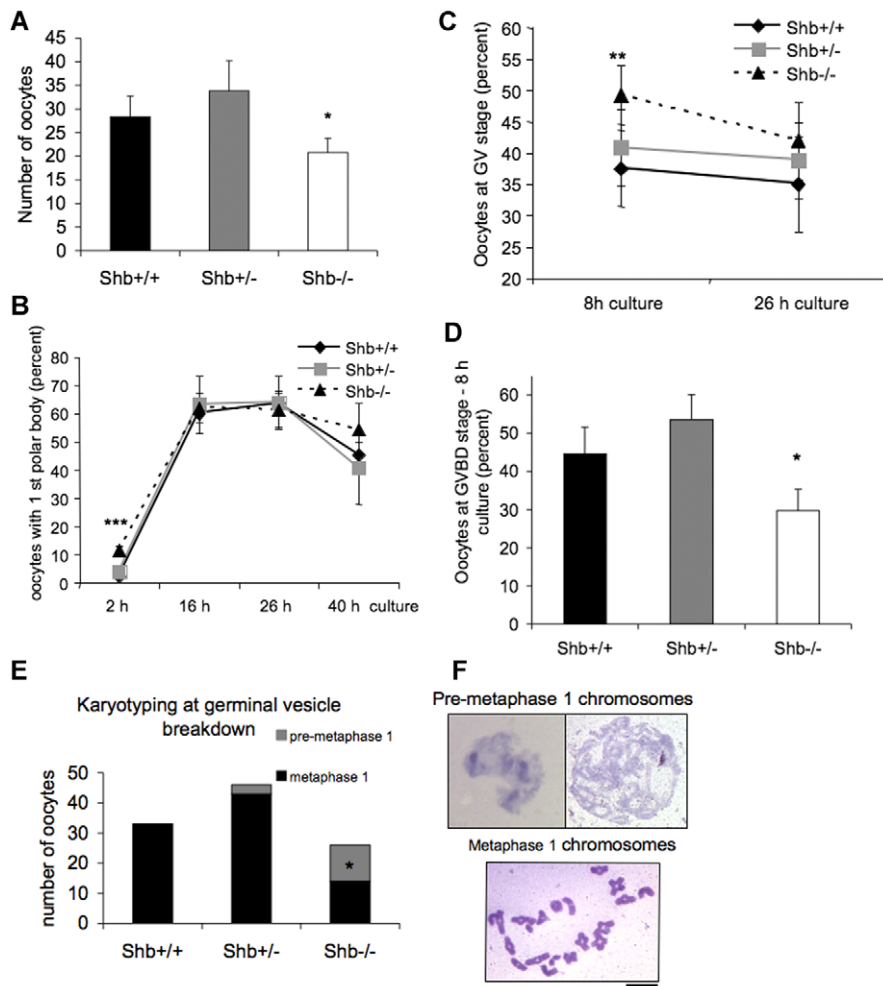 A
Number of oocytes
45
40
35
30
25
20
15
10
5
0
*
Shb+/+ Shb+/- Shb-/-
B
oocytes with 1 st polar body (percent)
80
70
60
50
40
30
20
10
0
***
Shb+/+
Shb+/-
Shb-/-
2 h 16 h 26 h 40 h culture
C
Oocytes at GV stage (percent)
60
55
50
45
40
35
30
25
20
**
Shb+/+
Shb+/-
Shb-/-
8h culture 26 h culture
D
Oocytes at GVBD stage - 8 h
culture (percent)
70
60
50
40
30
20
10
0
*
Shb+/+ Shb+/- Shb-/-
E
Karyotyping at germinal vesicle
breakdown
pre-metaphase 1
metaphase 1
number of oocytes
50
40
30
20
10
0
*
Shb+/+ Shb+/- Shb-/-
F
Pre-metaphase 1 chromosomes
Metaphase 1 chromosomes